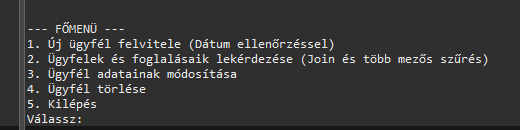 --- FŐMENÜ ---
1. Új ügyfél felvitele (Dátum ellenőrzéssel)
2. Ügyfelek és foglalásaik lekérdezése (Join és több mezős szűrés)
3. Ügyfél adatainak módosítása
4. Ügyfél törlése
5. Kilépés
Válassz: